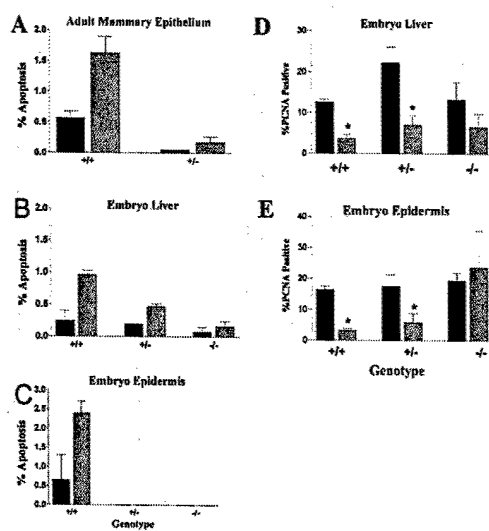 A
Adult Mammary Epithelium
% Apoptosis
2.0
1.5
1.0
0.5
0.0
+/+
+/-
B
Embryo Liver
% Apoptosis
2.0
1.5
1.0
0.5
0.0
+/+
+/-
-/-
C
Embryo Epidermis
% Apoptosis
3.0
2.5
2.0
1.5
1.0
0.5
0.0
+/+
+/-
-/-
Genotype
D
Embryo Liver
%PCNA Positive
30
20
10
0
*
*
+/+
+/-
-/-
E
Embryo Epidermis
%PCNA Positive
40
30
20
10
0
*
*
+/+
+/-
-/-
Genotype